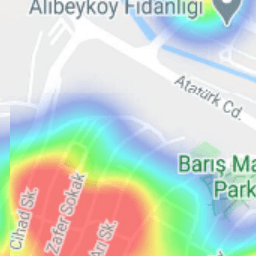 Alibeyköy Fidanlığı
Atatürk Cd.
Barış Ma
Park
Cihad Sk.
Zafer Sokak
Arı Sk.